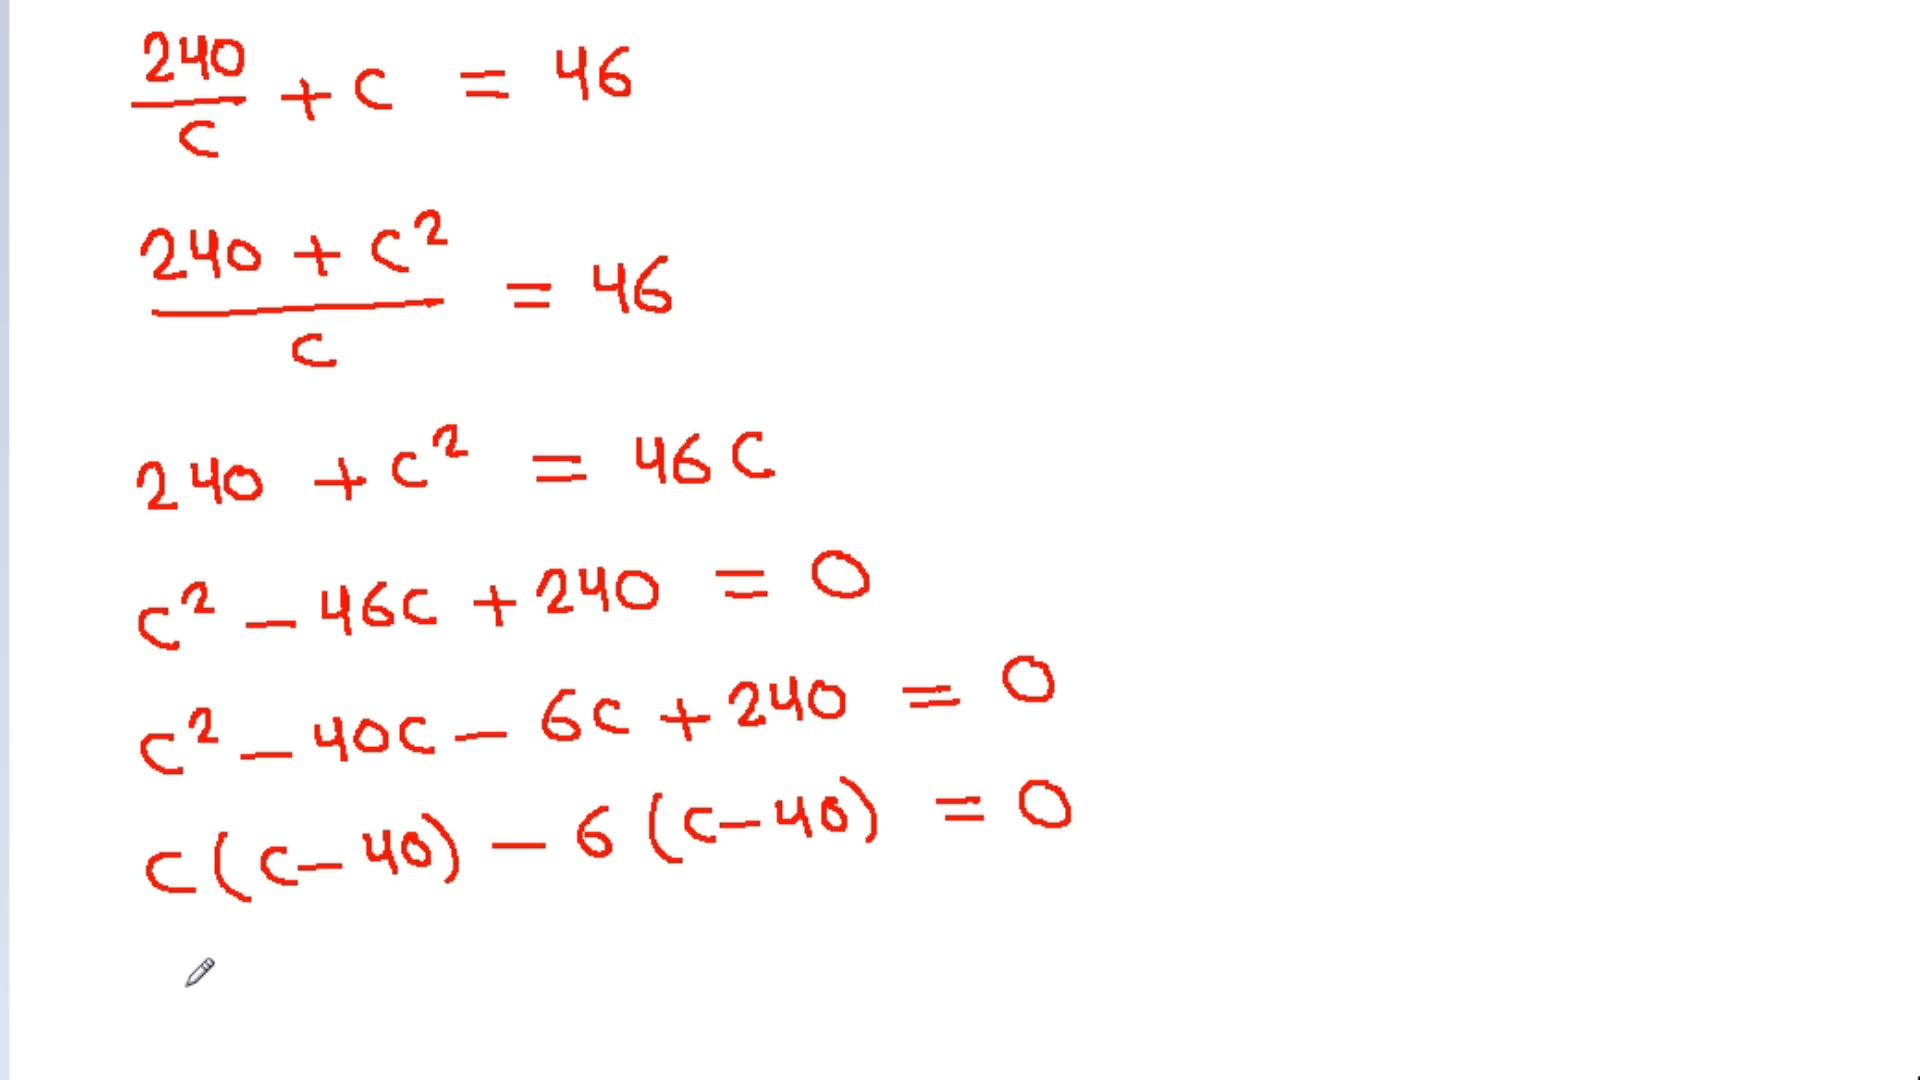 240/c + c = 46
(240 + c²)/c = 46
240 + c² = 46c
c² - 46c + 240 = 0
c² - 40c - 6c + 240 = 0
c(c-40) - 6(c-40) = 0